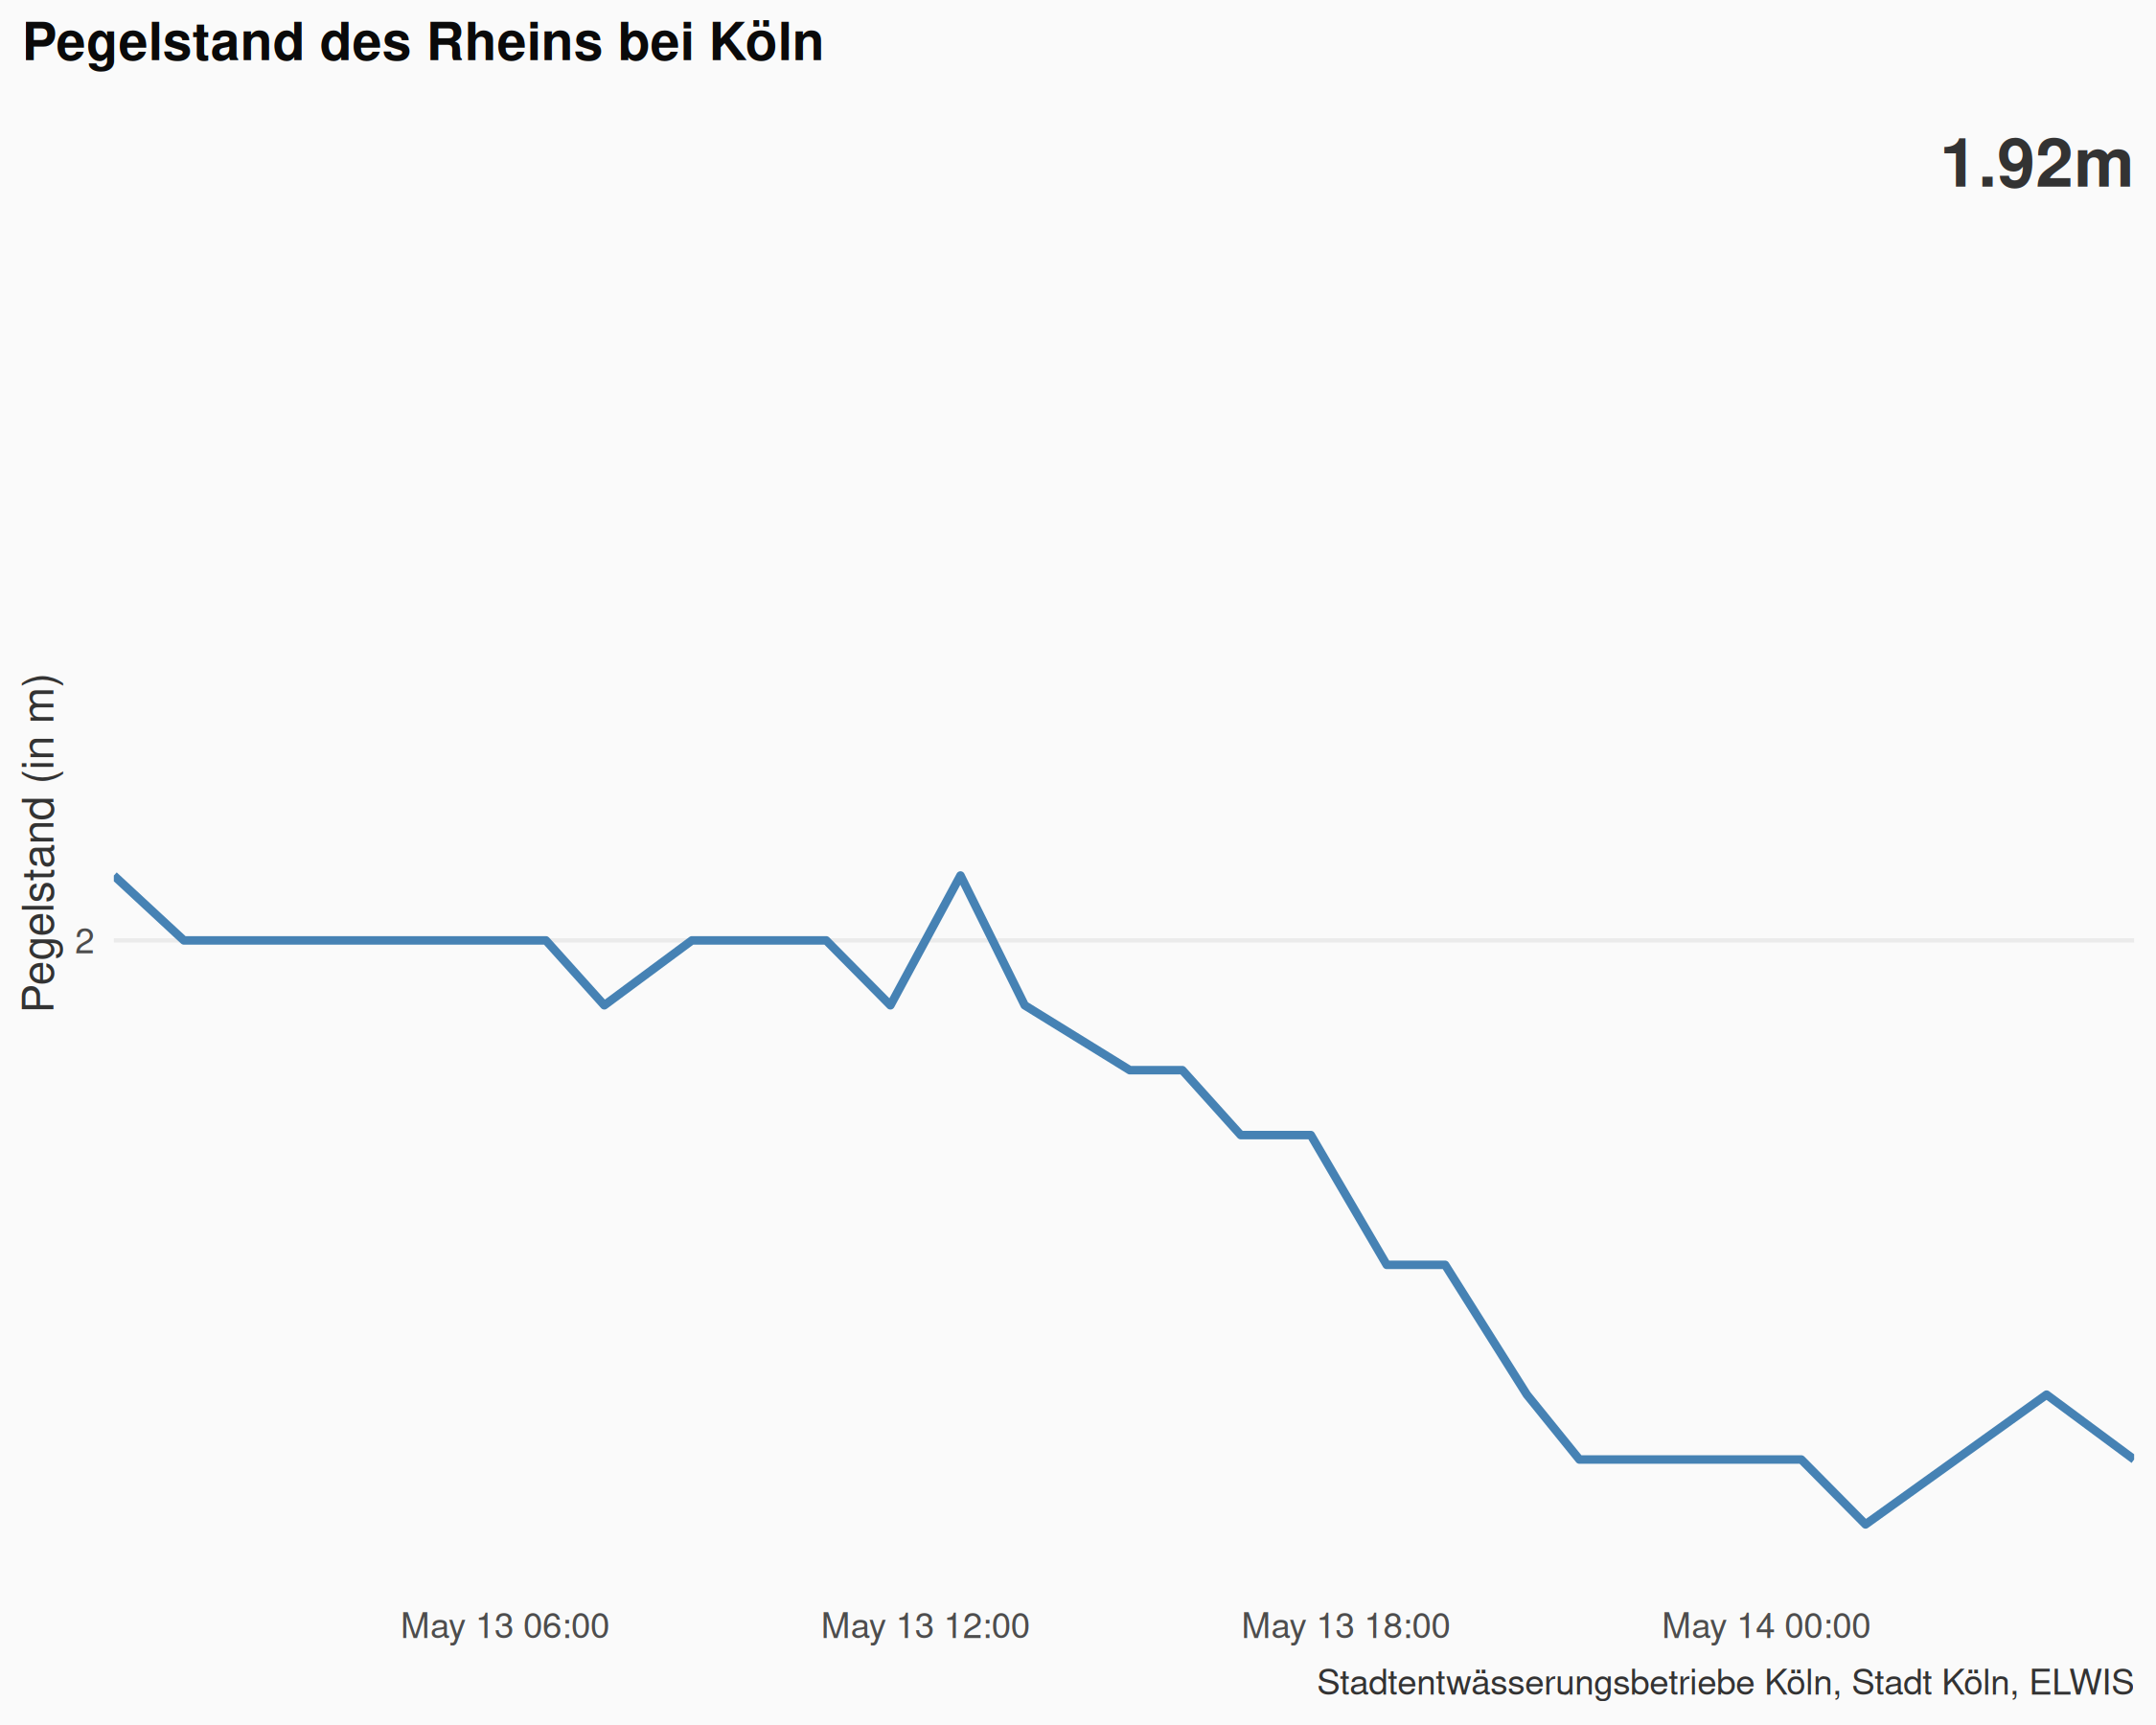 Pegelstand des Rheins bei Köln
1.92m
Pegelstand (in m)
2
May 13 06:00
May 13 12:00
May 13 18:00
May 14 00:00
Stadtentwässerungsbetriebe Köln, Stadt Köln, ELWIS